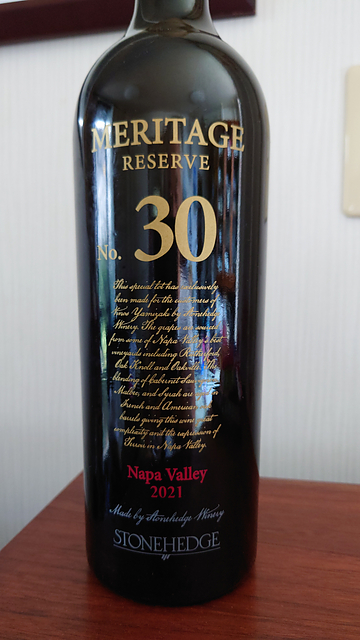 MERITAGE
RESERVE
No. 30
This special lot has exclusively
been made for the customers of
Vinos Yamazaki by Stonehedge
Winery. The grapes are sourced
from some of Napa Valley's best
vineyards including Rutherford,
Oak Knoll and Oakville. The
blending of Cabernet Sauvignon,
Malbec, and Syrah are aged in
French and American oak
barrels giving this wine great
complexity and the expression of
Terroir in Napa Valley.
Napa Valley
2021
Made by Stonehedge Winery
STONEHEDGE